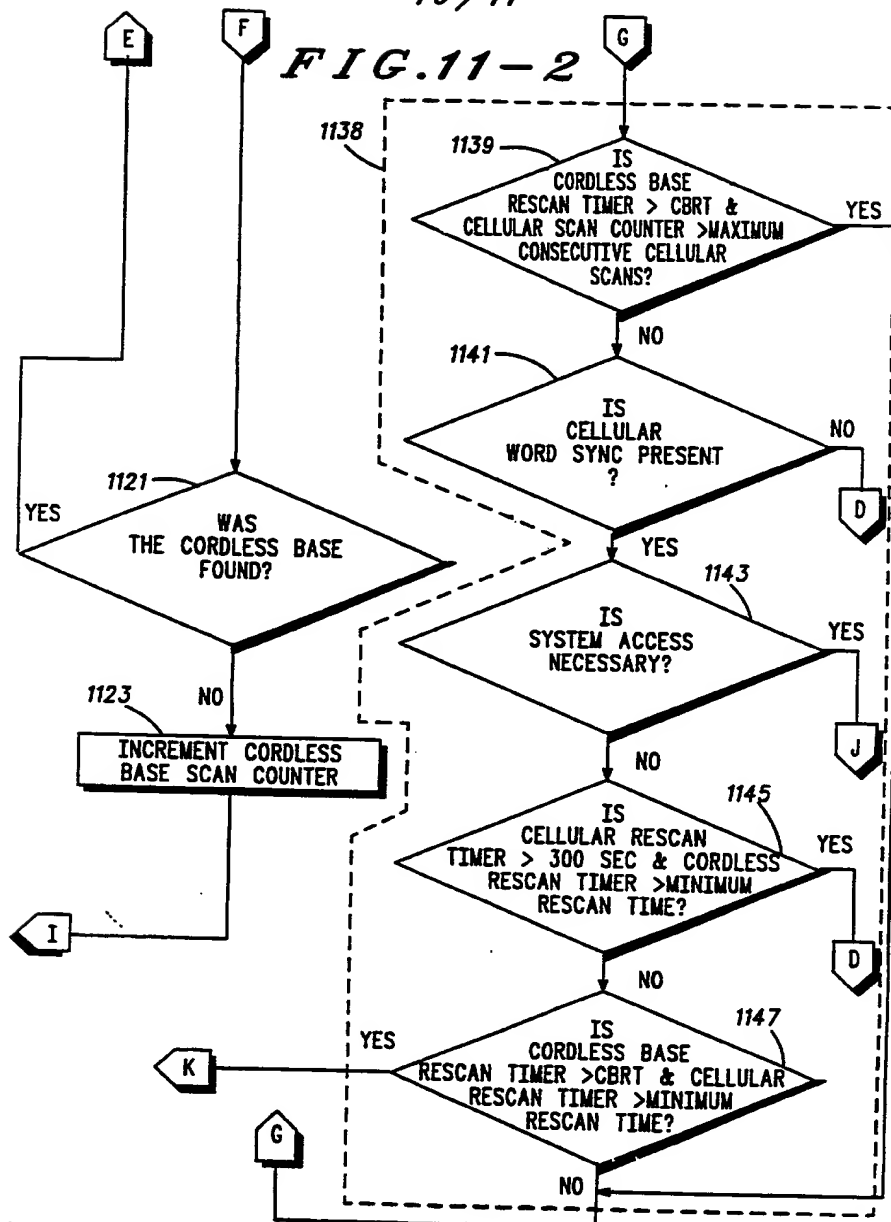 E
F
FIG.11-2
G
1138
1139
IS
CORDLESS BASE
RESCAN TIMER > CBRT &
CELLULAR SCAN COUNTER >MAXIMUM
CONSECUTIVE CELLULAR
SCANS?
YES
NO
1141
IS
CELLULAR
WORD SYNC PRESENT
?
NO
D
YES
1121
YES
WAS
THE CORDLESS BASE
FOUND?
NO
1123
INCREMENT CORDLESS
BASE SCAN COUNTER
I
1143
IS
SYSTEM ACCESS
NECESSARY?
YES
J
NO
1145
IS
CELLULAR RESCAN
TIMER > 300 SEC & CORDLESS
RESCAN TIMER >MINIMUM
RESCAN TIME?
YES
D
NO
1147
IS
CORDLESS BASE
RESCAN TIMER >CBRT & CELLULAR
RESCAN TIMER >MINIMUM
RESCAN TIME?
YES
K
G
NO